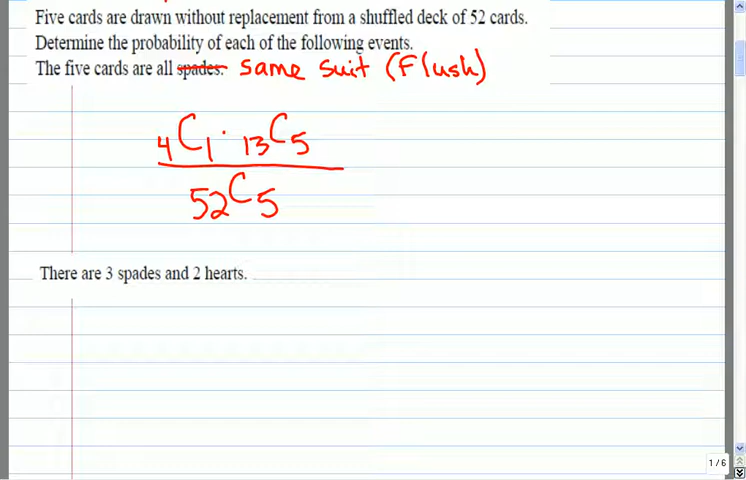 Five cards are drawn without replacement from a shuffled deck of 52 cards.
Determine the probability of each of the following events.
The five cards are all spades. same suit (Flush)
4C1 · 13C5
52C5
There are 3 spades and 2 hearts.
1 / 6